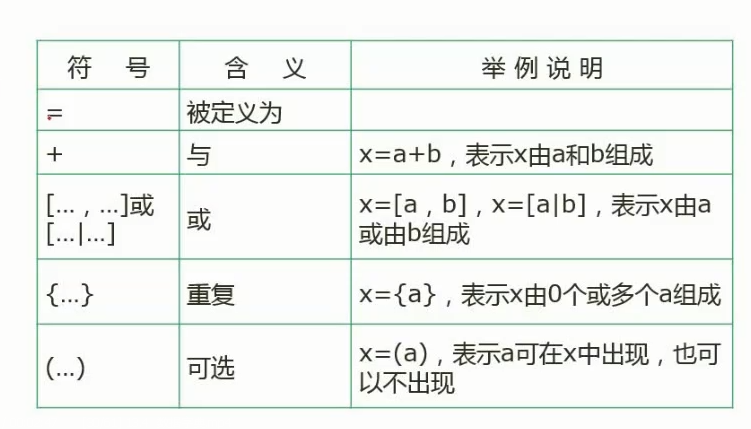 符 号 含 义 举例说明
= 被定义为
+ 与 x=a+b，表示x由a和b组成
[…，…]或
[…|…]
或
x=[a，b]，x=[a|b]，表示x由a
或由b组成
{…} 重复 x={a}，表示x由0个或多个a组成
(…) 可选
x=(a)，表示a可在x中出现，也可
以不出现